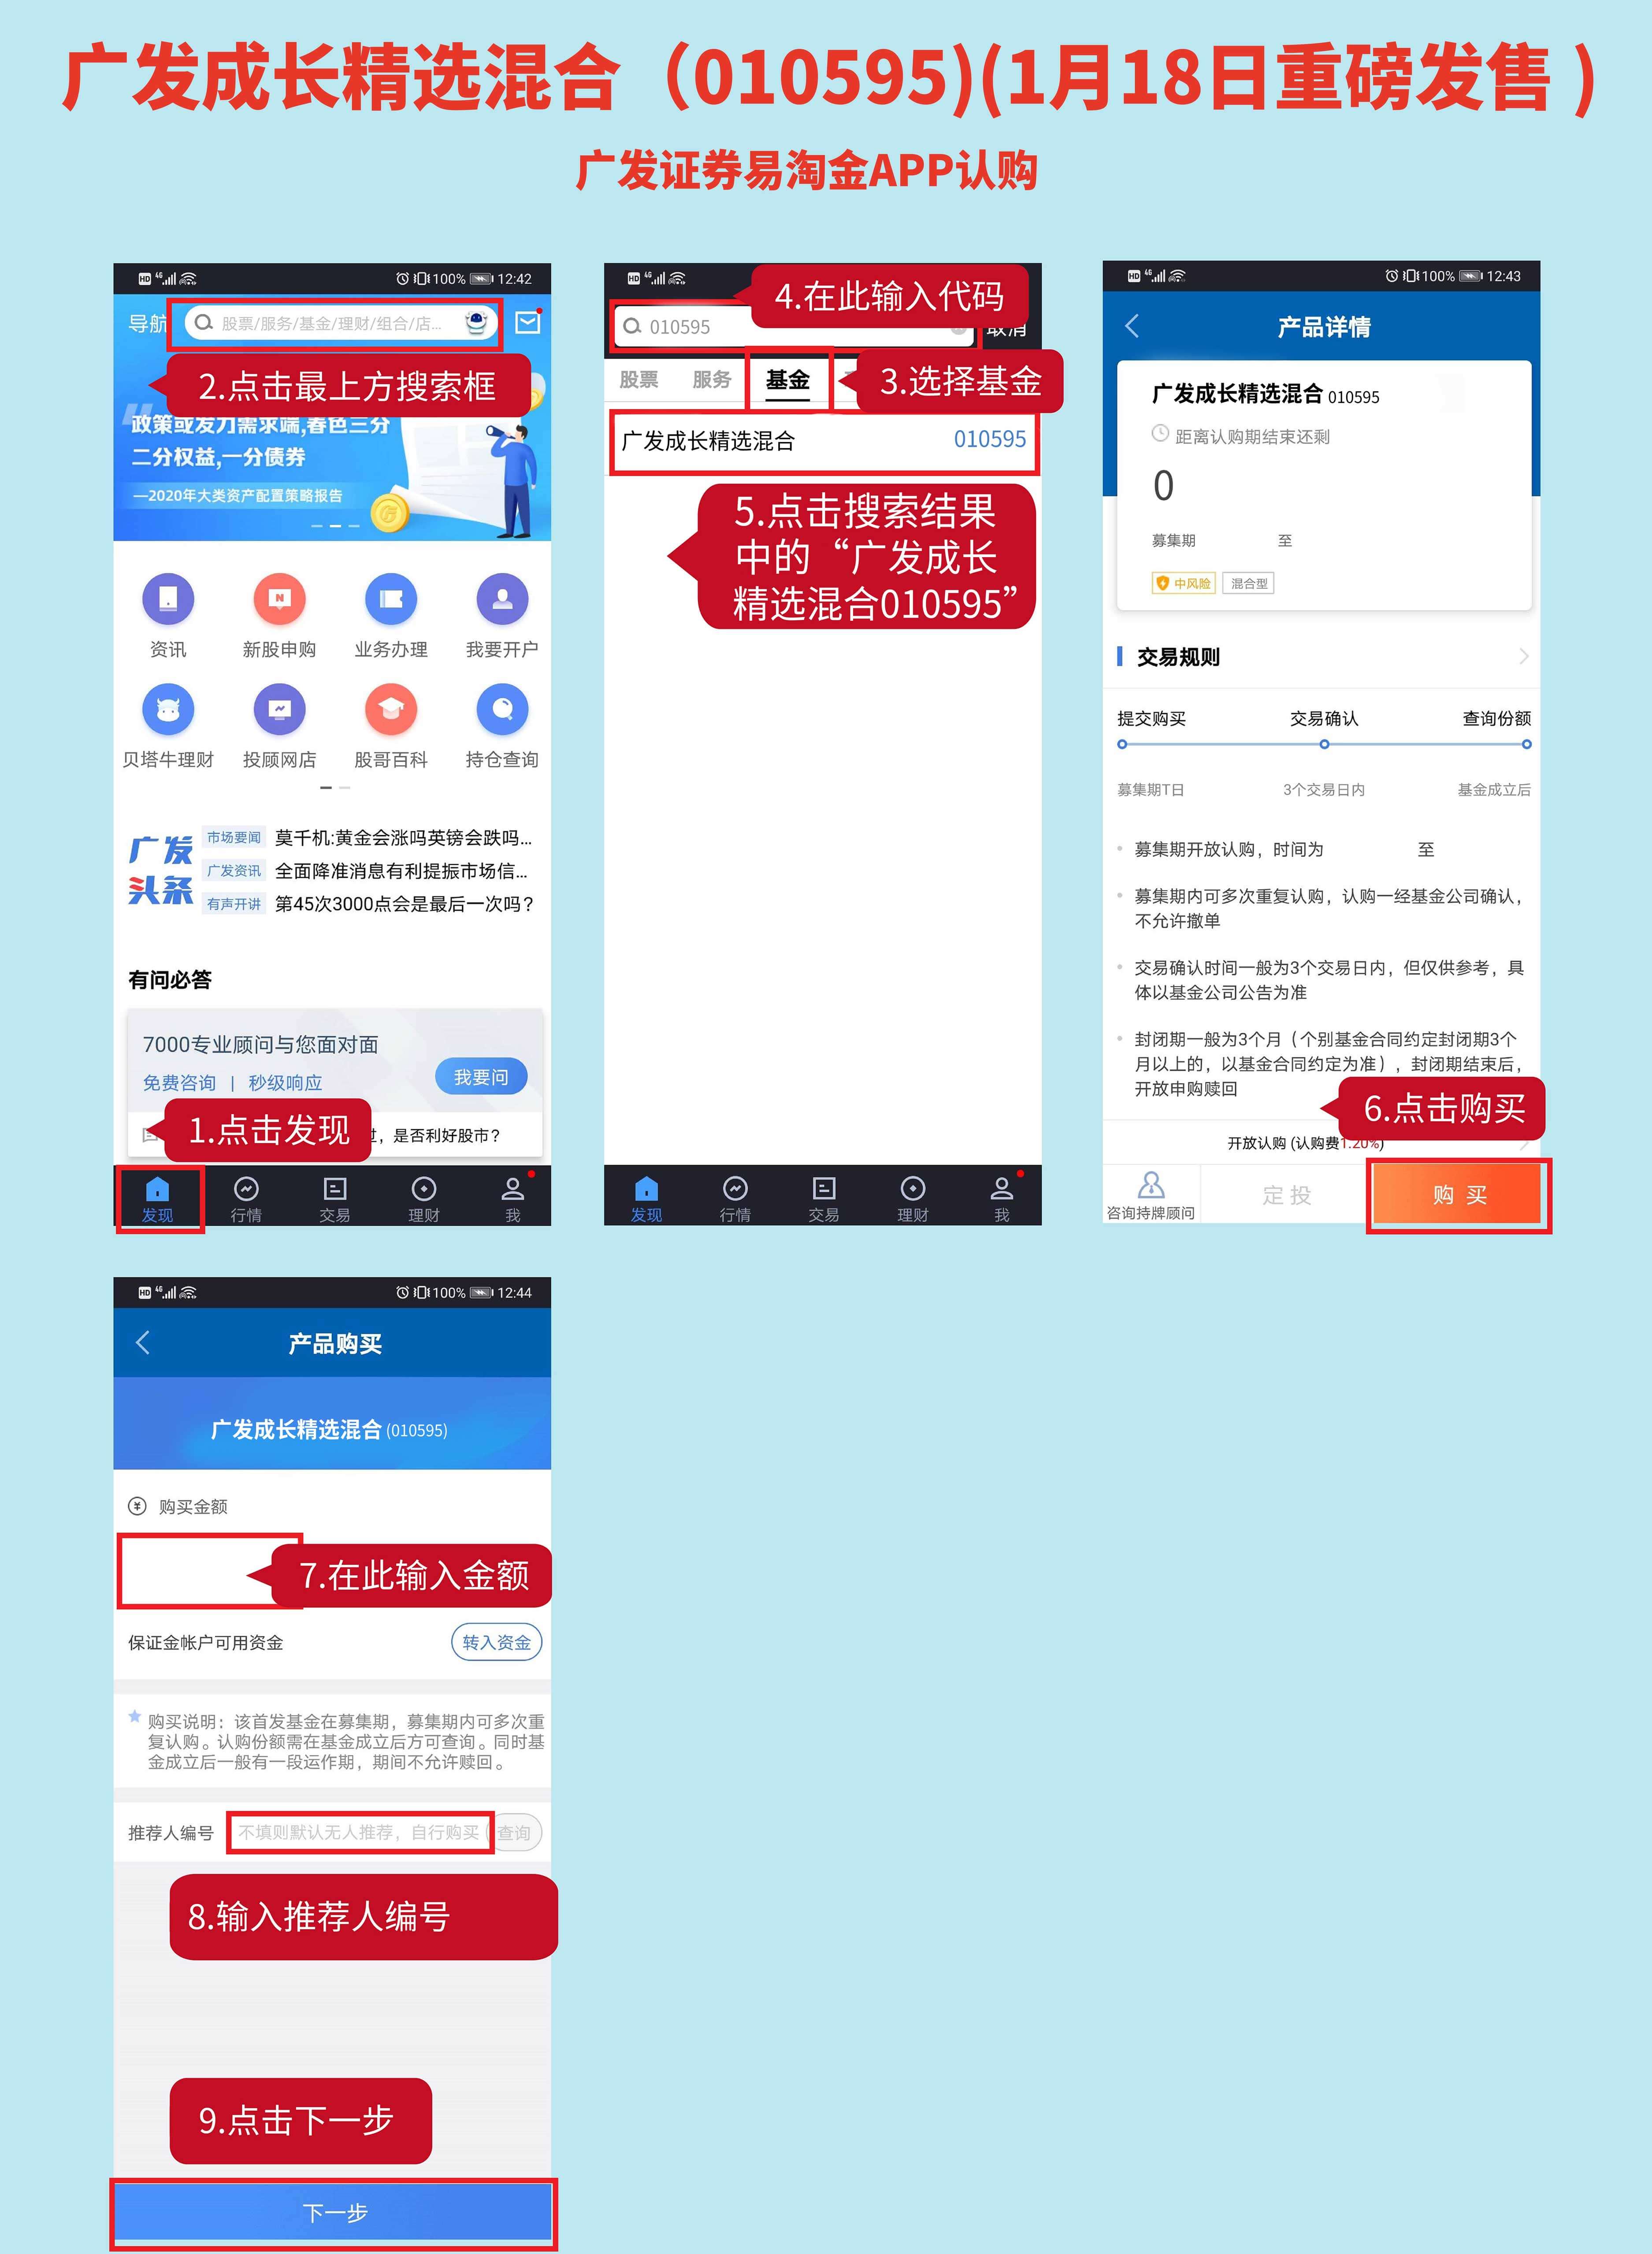 广发成长精选混合（010595)(1月18日重磅发售 )
广发证券易淘金APP认购
HD 4G 100% 12:42
导航 股票/服务/基金/理财/组合/店...
2.点击最上方搜索框
政策或发力需求端,春色三分
二分权益,一分债券
—2020年大类资产配置策略报告
资讯 新股申购 业务办理 我要开户
贝塔牛理财 投顾网店 股哥百科 持仓查询
广发头条
市场要闻 莫千机:黄金会涨吗英镑会跌吗...
广发资讯 全面降准消息有利提振市场信...
有声开讲 第45次3000点会是最后一次吗?
有问必答
7000专业顾问与您面对面
免费咨询 | 秒级响应
我要问
1.点击发现
，是否利好股市?
发现 行情 交易 理财 我
HD 4G
4.在此输入代码
010595
取消
股票 服务 基金
3.选择基金
广发成长精选混合 010595
5.点击搜索结果
中的“广发成长
精选混合010595”
发现 行情 交易 理财 我
HD 4G 100% 12:43
产品详情
广发成长精选混合 010595
距离认购期结束还剩
0
募集期 至
中风险 混合型
交易规则
提交购买 交易确认 查询份额
募集期T日 3个交易日内 基金成立后
募集期开放认购，时间为 至
募集期内可多次重复认购，认购一经基金公司确认，
不允许撤单
交易确认时间一般为3个交易日内，但仅供参考，具
体以基金公司公告为准
封闭期一般为3个月（个别基金合同约定封闭期3个
月以上的，以基金合同约定为准），封闭期结束后，
开放申购赎回
6.点击购买
开放认购 (认购费1.20%)
咨询持牌顾问 定投 购买
HD 4G 100% 12:44
产品购买
广发成长精选混合 (010595)
¥ 购买金额
7.在此输入金额
保证金帐户可用资金 转入资金
购买说明：该首发基金在募集期，募集期内可多次重
复认购。认购份额需在基金成立后方可查询。同时基
金成立后一般有一段运作期，期间不允许赎回。
推荐人编号 不填则默认无人推荐，自行购买 查询
8.输入推荐人编号
9.点击下一步
下一步